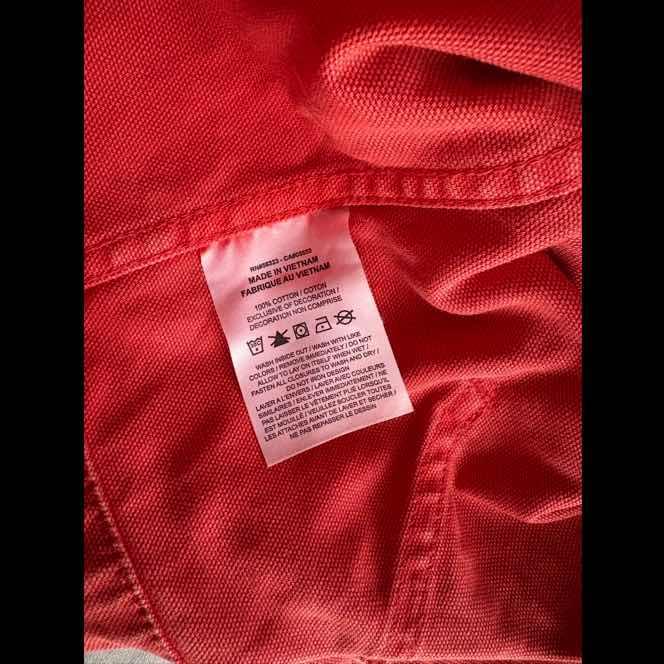 MADE IN VIETNAM
FABRIQUE AU VIETNAM
100% COTTON / COTON
EXCLUSIVE OF DECORATION /
DECORATION NON COMPRISE
WASH INSIDE OUT / WASH WITH LIKE
COLORS / REMOVE IMMEDIATELY / DO NOT
ALLOW TO LAY ON ITSELF WHEN WET /
FASTEN ALL CLOSURES TO WASH AND DRY /
DO NOT IRON DESIGN
LAVER A L'ENVERS / LAVER AVEC COULEURS
SIMILAIRES / ENLEVER IMMEDIATEMENT / NE
PAS LAISSER LE VÊTEMENT PLIÉ LORSQU'IL
EST MOUILLÉ / VEUILLEZ BOUCLER TOUTES
LES ATTACHES AVANT DE LAVER ET SECHER /
NE PAS REPASSER LE DESSIN.